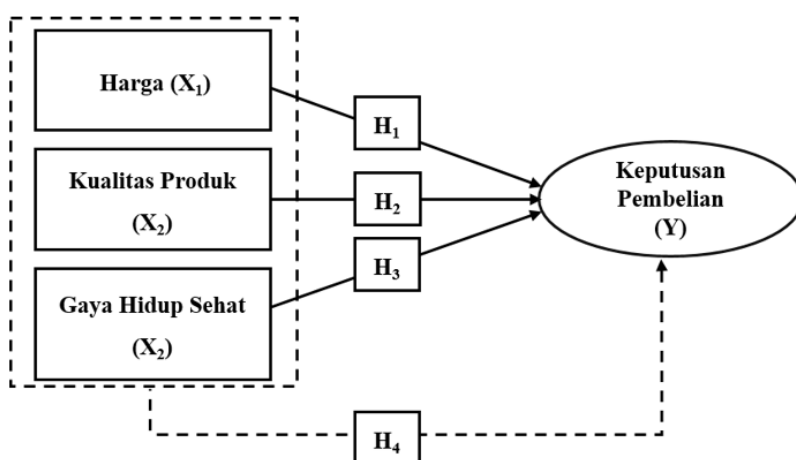 Harga (X₁)
H₁
Kualitas Produk
(X₂)
H₂
Gaya Hidup Sehat
(X₂)
H₃
Keputusan
Pembelian
(Y)
H₄